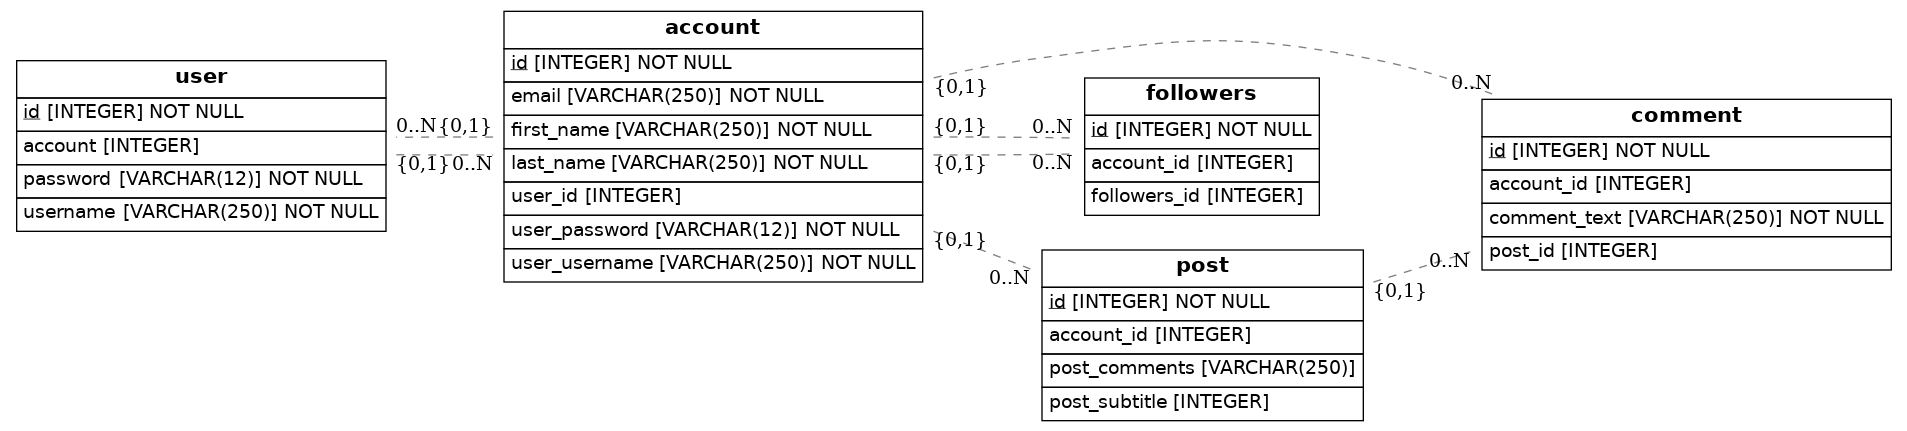 user
id [INTEGER] NOT NULL
account [INTEGER]
password [VARCHAR(12)] NOT NULL
username [VARCHAR(250)] NOT NULL
0..N {0,1}
{0,1} 0..N
account
id [INTEGER] NOT NULL
email [VARCHAR(250)] NOT NULL
first_name [VARCHAR(250)] NOT NULL
last_name [VARCHAR(250)] NOT NULL
user_id [INTEGER]
user_password [VARCHAR(12)] NOT NULL
user_username [VARCHAR(250)] NOT NULL
{0,1} 0..N
{0,1} 0..N
{0,1} 0..N
{0,1} 0..N
followers
id [INTEGER] NOT NULL
account_id [INTEGER]
followers_id [INTEGER]
post
id [INTEGER] NOT NULL
account_id [INTEGER]
post_comments [VARCHAR(250)]
post_subtitle [INTEGER]
{0,1} 0..N
comment
id [INTEGER] NOT NULL
account_id [INTEGER]
comment_text [VARCHAR(250)] NOT NULL
post_id [INTEGER]